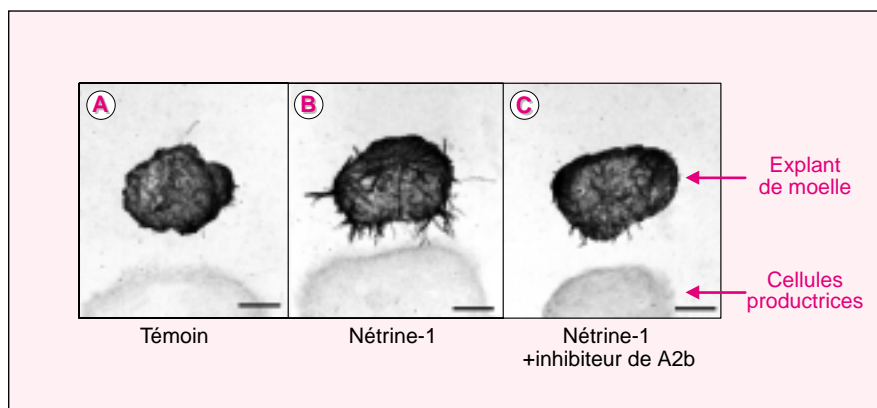 A
B
C
Explant
de moelle
Cellules
productrices
Témoin
Nétrine-1
Nétrine-1
+inhibiteur de A2b